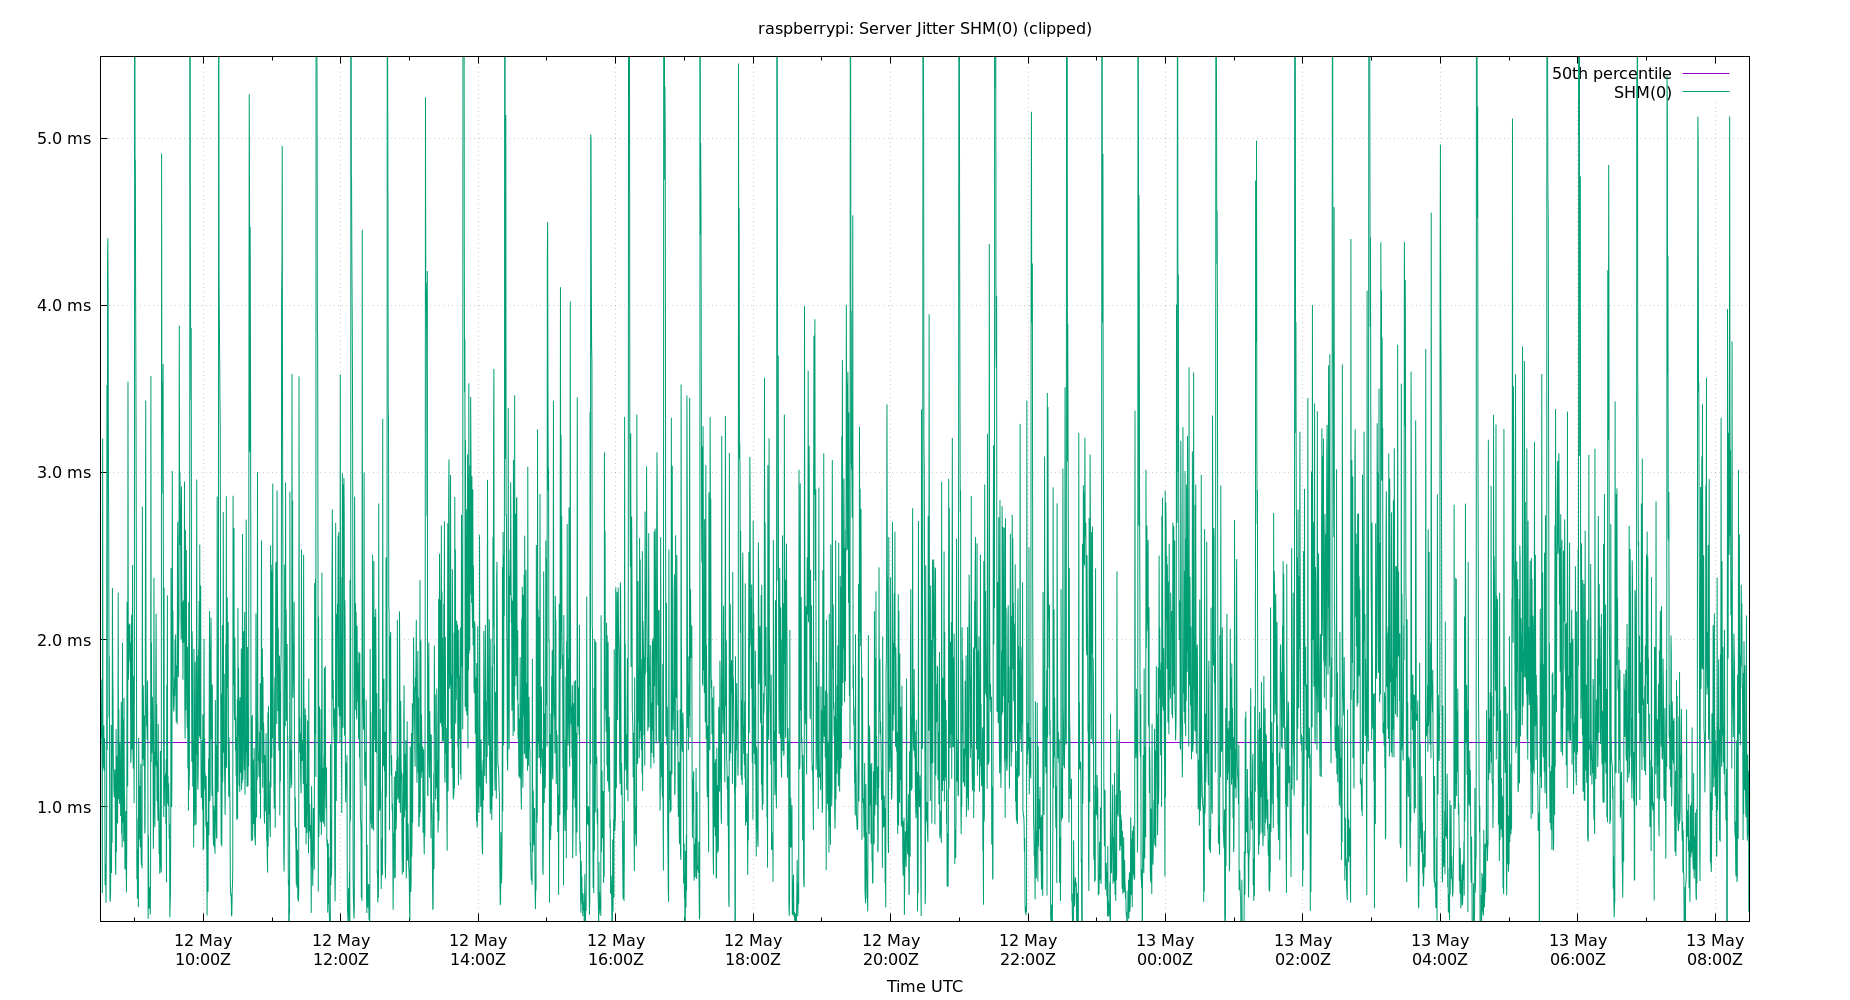 raspberrypi: Server Jitter SHM(0) (clipped)
50th percentile
SHM(0)
5.0 ms
4.0 ms
3.0 ms
2.0 ms
1.0 ms
12 May 12 May 12 May 12 May 12 May 12 May 12 May 13 May 13 May 13 May 13 May 13 May
10:00Z 12:00Z 14:00Z 16:00Z 18:00Z 20:00Z 22:00Z 00:00Z 02:00Z 04:00Z 06:00Z 08:00Z
Time UTC